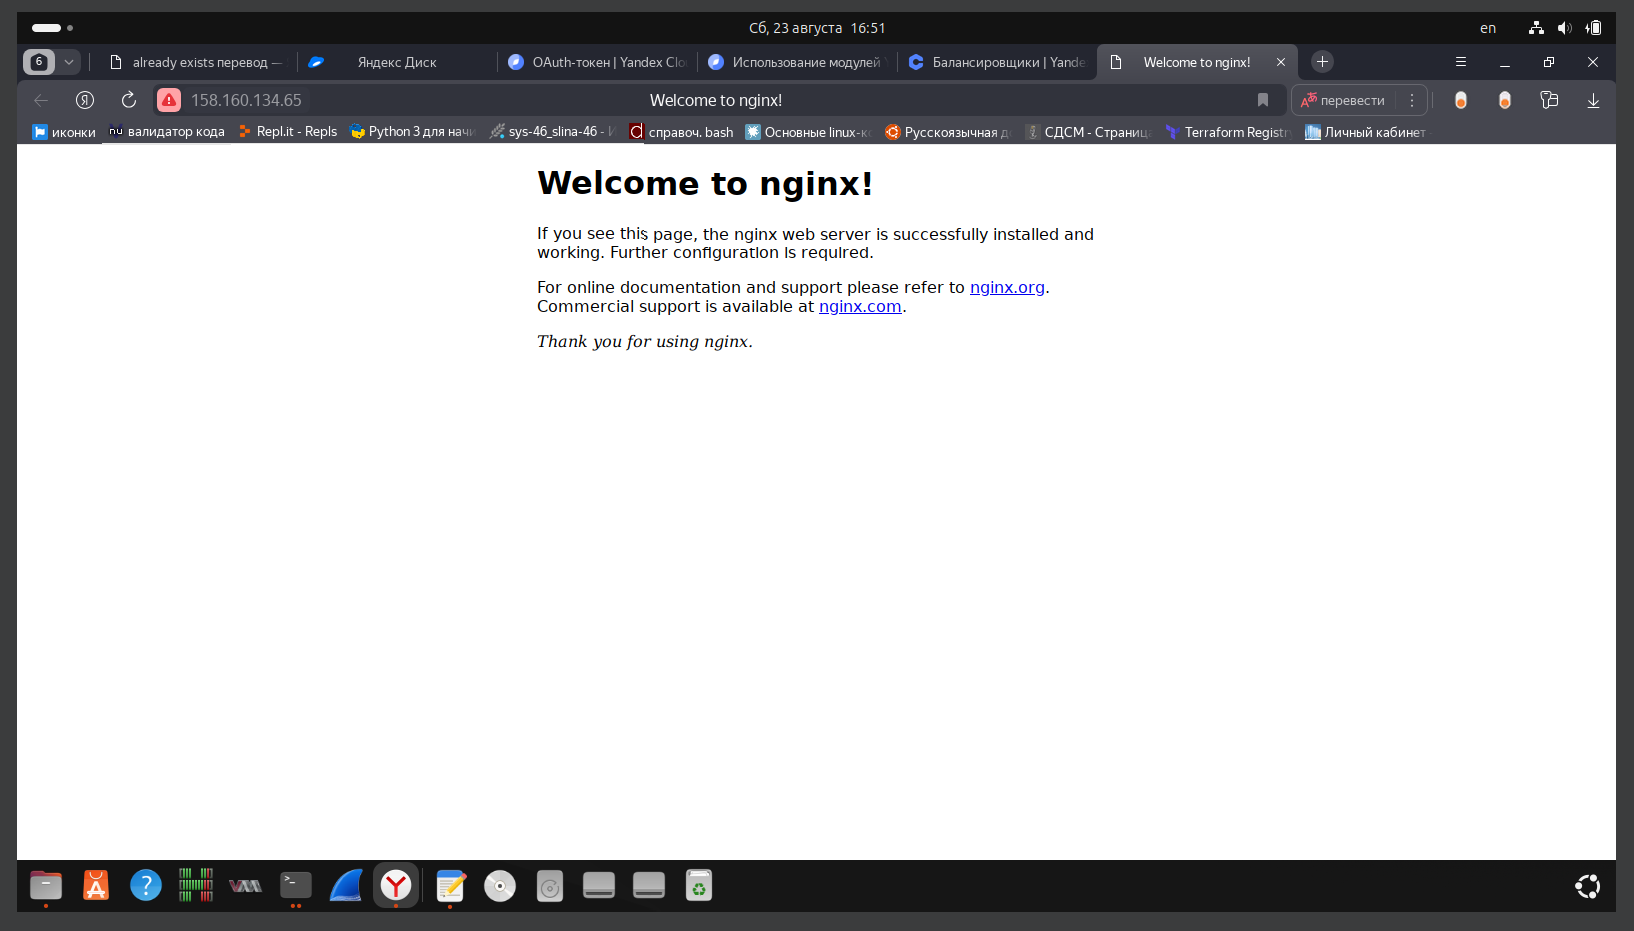 Сб, 23 августа 16:51
en
6
already exists перевод —
Яндекс Диск
OAuth-токен | Yandex Clo
Использование модулей
Балансировщики | Yande
Welcome to nginx!
158.160.134.65
Welcome to nginx!
перевести
иконки
nu валидатор кода
Repl.it - Repls
Python 3 для начи
sys-46_slina-46 - И
справоч. bash
Основные linux-ко
Русскоязычная до
СДСМ - Страница
Terraform Registry
Личный кабинет -
Welcome to nginx!
If you see this page, the nginx web server is successfully installed and
working. Further configuration is required.
For online documentation and support please refer to nginx.org.
Commercial support is available at nginx.com.
Thank you for using nginx.